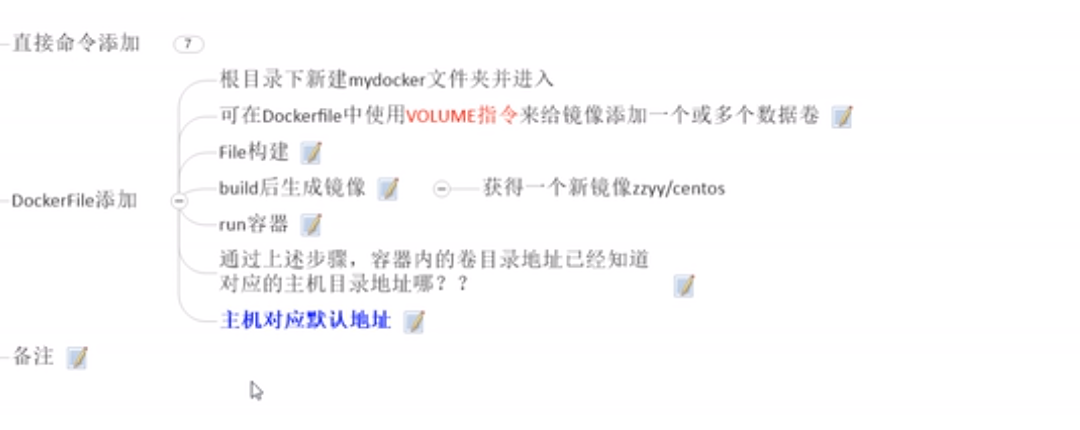 直接命令添加 7
根目录下新建mydocker文件夹并进入
可在Dockerfile中使用VOLUME指令来给镜像添加一个或多个数据卷
File构建
build后生成镜像 获得一个新镜像zzyy/centos
DockerFile添加
run容器
通过上述步骤，容器内的卷目录地址已经知道
对应的主机目录地址哪？？
主机对应默认地址
备注